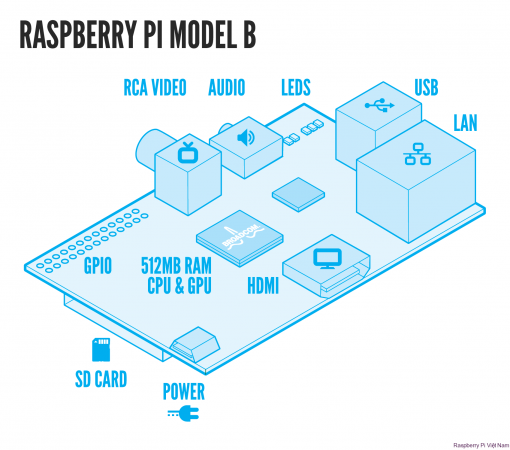 RASPBERRY PI MODEL B
RCA VIDEO
AUDIO
LEDS
USB
LAN
BROADCOM
GPIO
512MB RAM
CPU & GPU
HDMI
SD CARD
POWER
Raspberry Pi Việt Nam